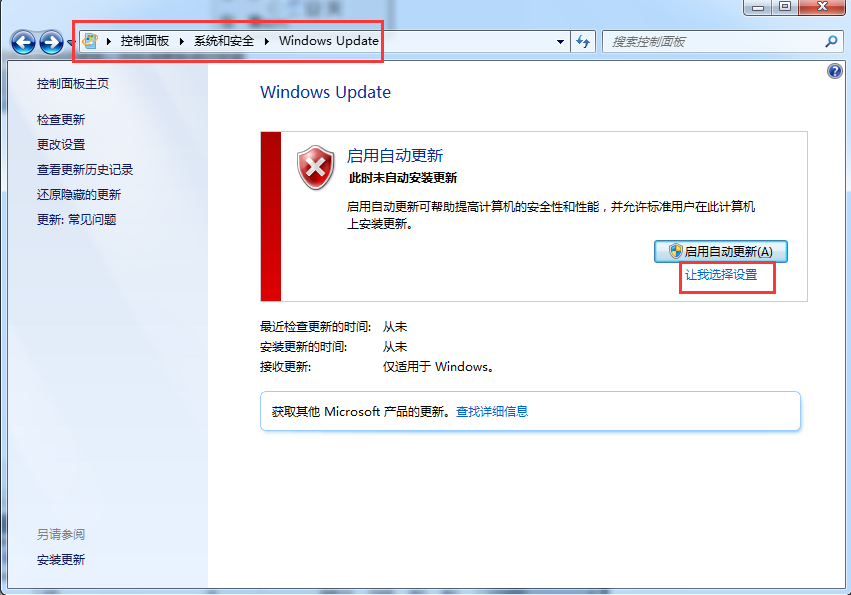 控制面板 系统和安全 Windows Update
搜索控制面板
控制面板主页
检查更新
更改设置
查看更新历史记录
还原隐藏的更新
更新: 常见问题
Windows Update
启用自动更新
此时未自动安装更新
启用自动更新可帮助提高计算机的安全性和性能，并允许标准用户在此计算机
上安装更新。
启用自动更新(A)
让我选择设置
最近检查更新的时间: 从未
安装更新的时间: 从未
接收更新: 仅适用于 Windows。
获取其他 Microsoft 产品的更新。查找详细信息
另请参阅
安装更新